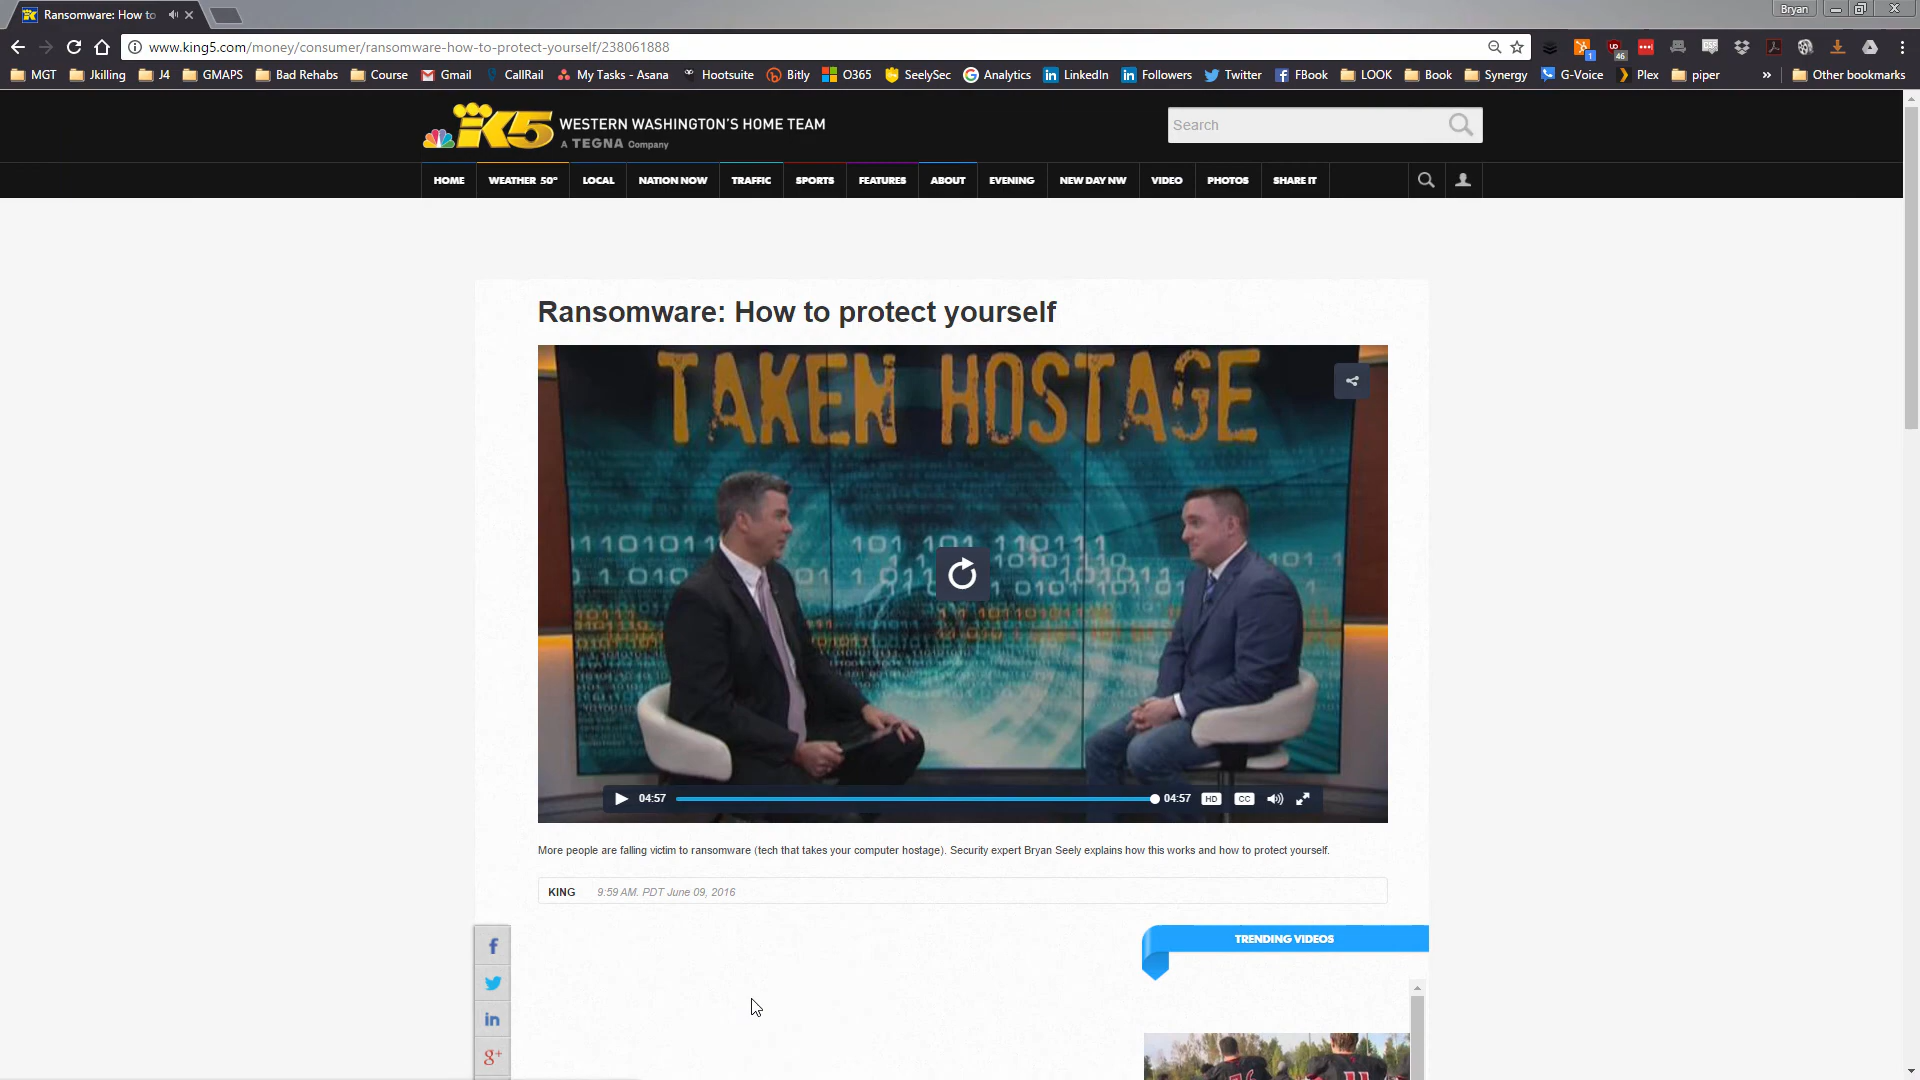 Ransomware: How to
Bryan
www.king5.com/money/consumer/ransomware-how-to-protect-yourself/238061888
46
1
MGT Jkilling J4 GMAPS Bad Rehabs Course Gmail CallRail My Tasks - Asana Hootsuite Bitly O365 SeelySec Analytics LinkedIn Followers Twitter FBook LOOK Book Synergy G-Voice Plex piper » Other bookmarks
K5 WESTERN WASHINGTON'S HOME TEAM
A TEGNA Company
Search
HOME WEATHER 50° LOCAL NATION NOW TRAFFIC SPORTS FEATURES ABOUT EVENING NEW DAY NW VIDEO PHOTOS SHARE IT
Ransomware: How to protect yourself
TAKEN HOSTAGE
04:57 04:57 HD CC
More people are falling victim to ransomware (tech that takes your computer hostage). Security expert Bryan Seely explains how this works and how to protect yourself.
KING 9:59 AM. PDT June 09, 2016
TRENDING VIDEOS
f
in
g+